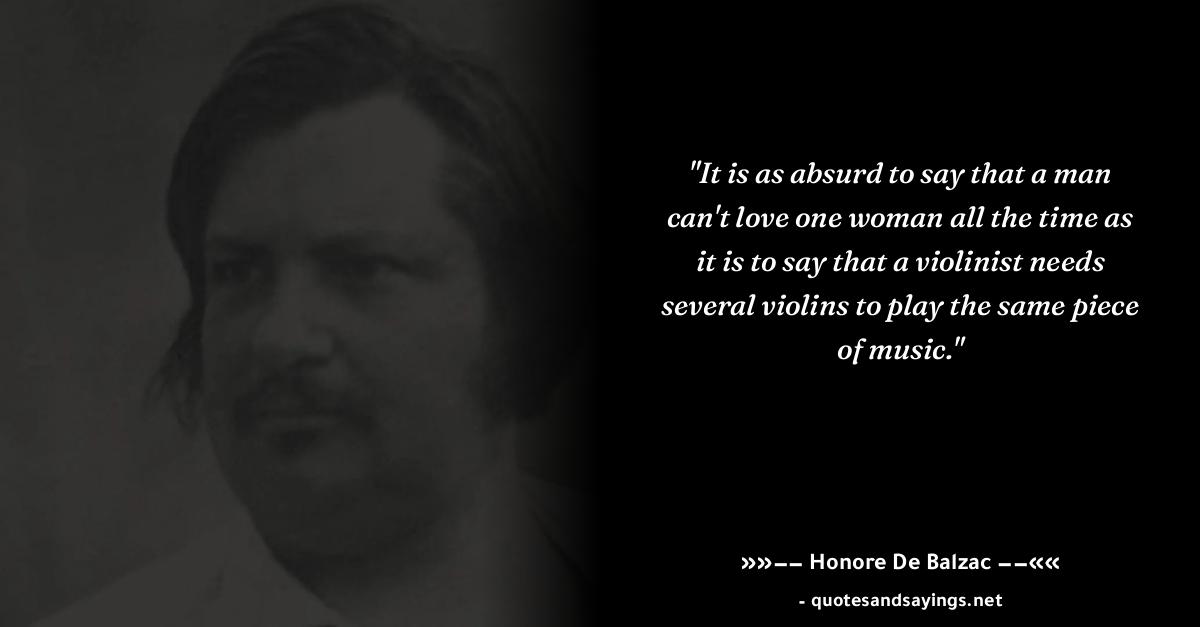 "It is as absurd to say that a man
can't love one woman all the time as
it is to say that a violinist needs
several violins to play the same piece
of music."
»»–– Honore De Balzac ––««
- quotesandsayings.net